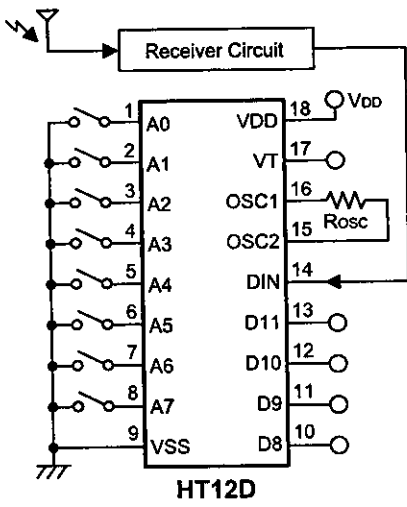 Receiver Circuit
1 A0 VDD 18 VDD
2 A1 VT 17
3 A2 OSC1 16
ROSC
4 A3 OSC2 15
5 A4 DIN 14
6 A5 D11 13
7 A6 D10 12
8 A7 D9 11
9 VSS D8 10
HT12D